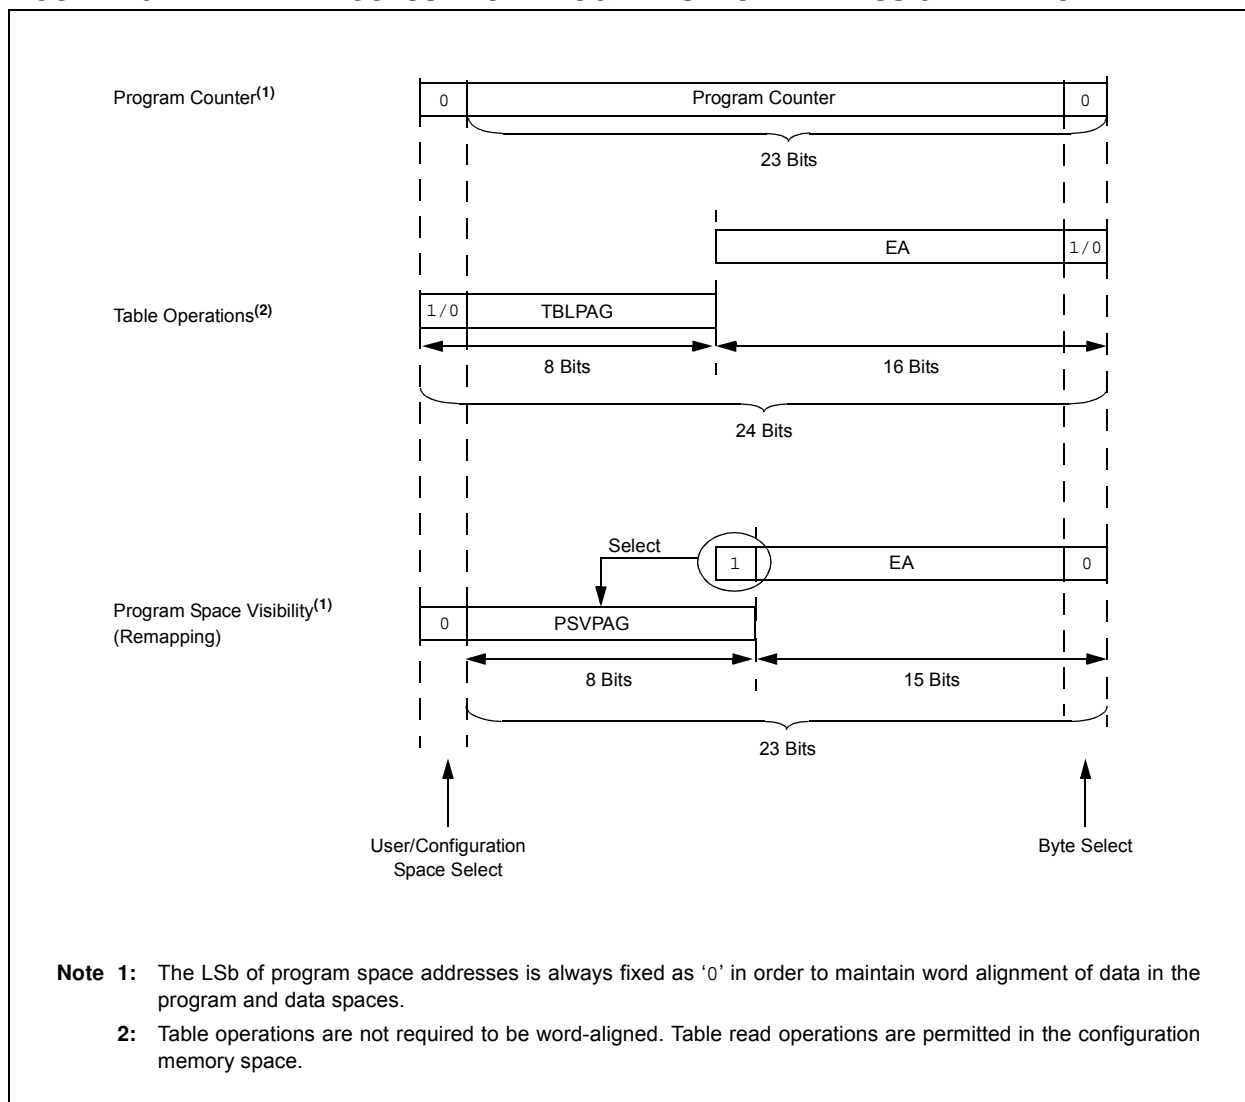 Program Counter(1)
0 Program Counter 0
23 Bits
EA 1/0
Table Operations(2)
1/0 TBLPAG
8 Bits 16 Bits
24 Bits
Select
1 EA 0
Program Space Visibility(1)
(Remapping)
0 PSVPAG
8 Bits 15 Bits
23 Bits
User/Configuration
Space Select
Byte Select
Note 1: The LSb of program space addresses is always fixed as ‘0’ in order to maintain word alignment of data in the
program and data spaces.
2: Table operations are not required to be word-aligned. Table read operations are permitted in the configuration
memory space.